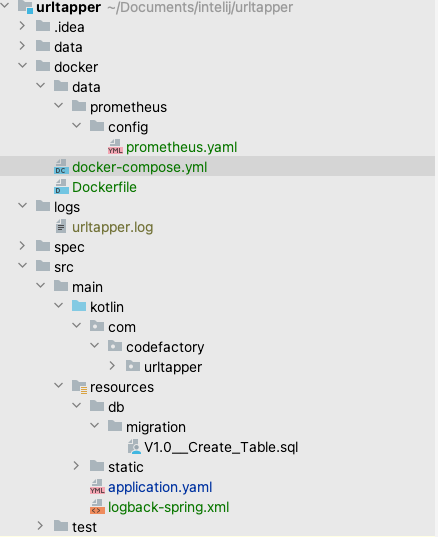 urltapper ~/Documents/intelij/urltapper
.idea
data
docker
data
prometheus
config
YML prometheus.yaml
DC docker-compose.yml
D Dockerfile
logs
urltapper.log
spec
src
main
kotlin
com
codefactory
urltapper
resources
db
migration
V1.0__Create_Table.sql
static
YML application.yaml
logback-spring.xml
test